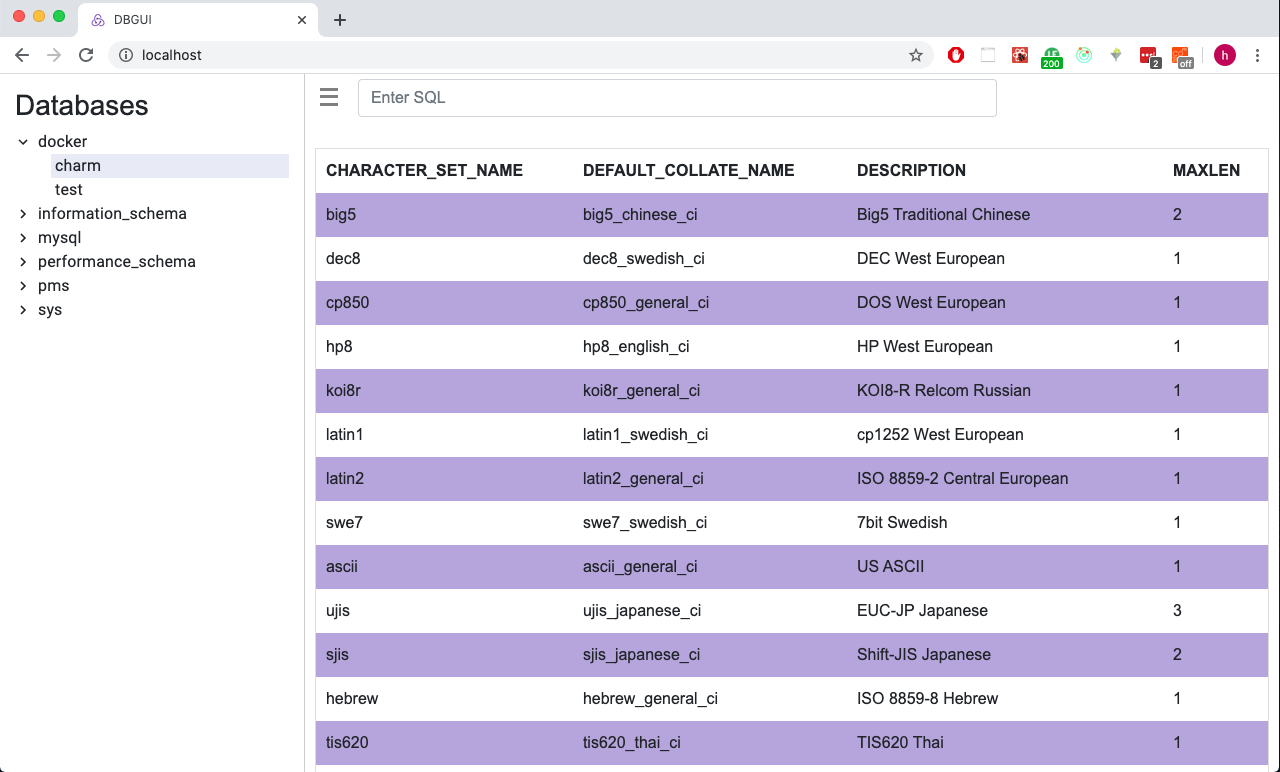 DBGUI
localhost
200
2
off
h
Databases
docker
charm
test
information_schema
mysql
performance_schema
pms
sys
Enter SQL
CHARACTER_SET_NAME DEFAULT_COLLATE_NAME DESCRIPTION MAXLEN
big5 big5_chinese_ci Big5 Traditional Chinese 2
dec8 dec8_swedish_ci DEC West European 1
cp850 cp850_general_ci DOS West European 1
hp8 hp8_english_ci HP West European 1
koi8r koi8r_general_ci KOI8-R Relcom Russian 1
latin1 latin1_swedish_ci cp1252 West European 1
latin2 latin2_general_ci ISO 8859-2 Central European 1
swe7 swe7_swedish_ci 7bit Swedish 1
ascii ascii_general_ci US ASCII 1
ujis ujis_japanese_ci EUC-JP Japanese 3
sjis sjis_japanese_ci Shift-JIS Japanese 2
hebrew hebrew_general_ci ISO 8859-8 Hebrew 1
tis620 tis620_thai_ci TIS620 Thai 1